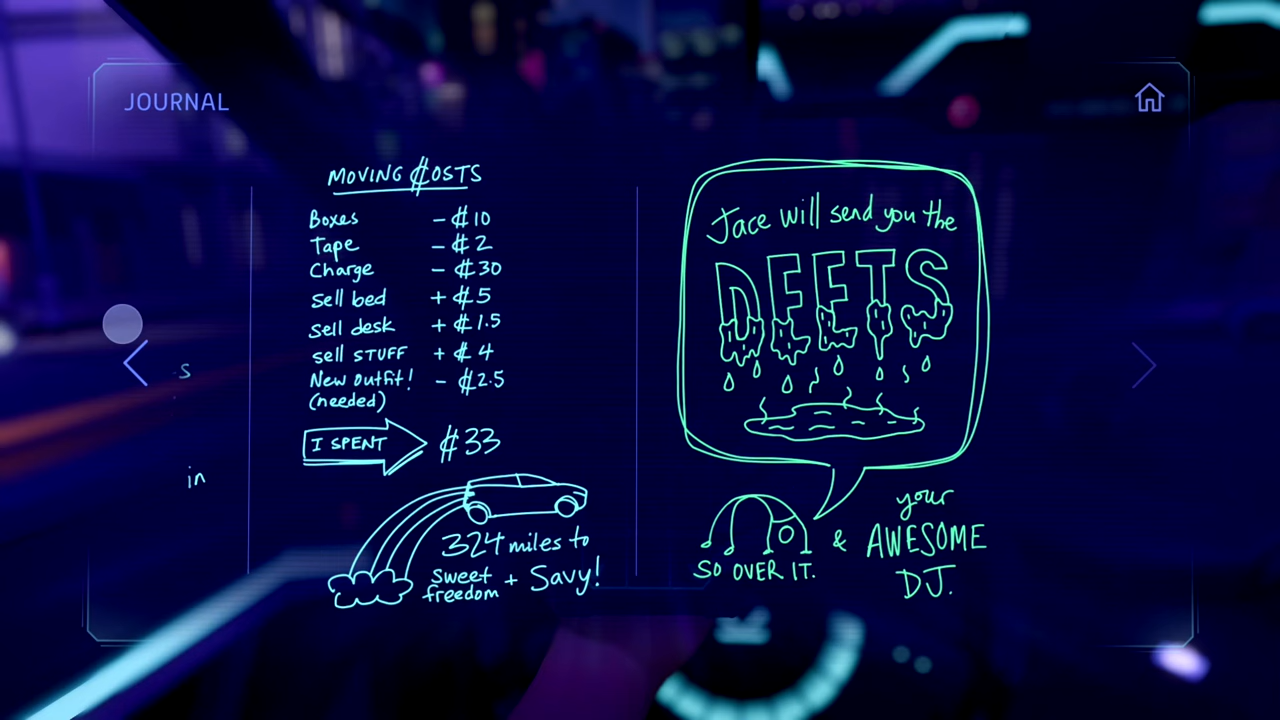 JOURNAL
s
in
MOVING ₵OSTS
Boxes - ₵10
Tape - ₵2
Charge - ₵30
Sell bed + ₵5
Sell desk + ₵1.5
Sell STUFF + ₵4
New Outfit! - ₵2.5
(needed)
I SPENT ₵33
324 miles to
sweet
freedom + Savy!
Jace will send you the
DEETS
SO OVER IT.
&
your
AWESOME
DJ.